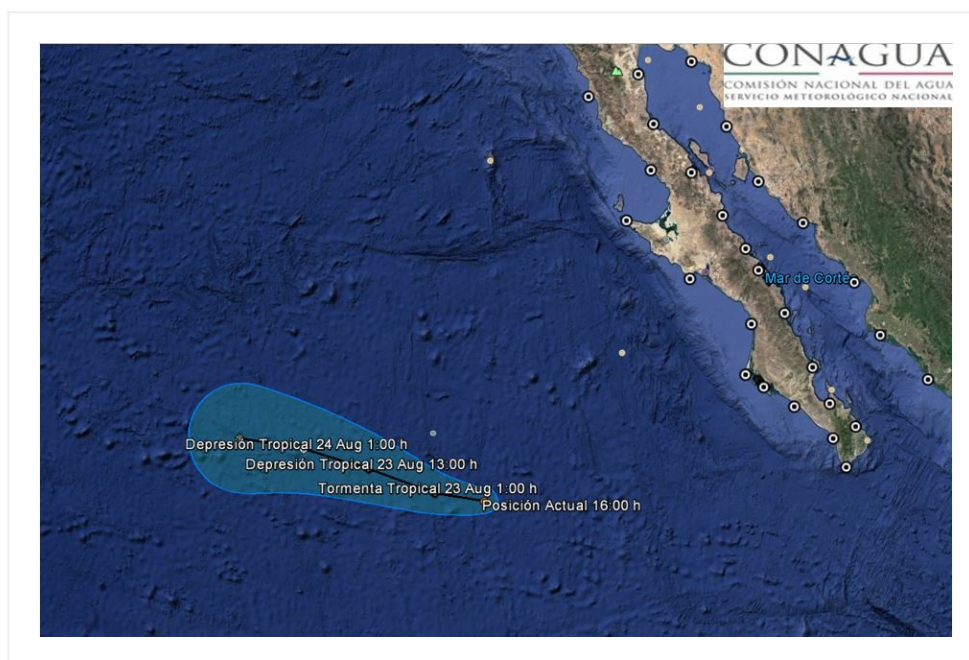 CONAGUA
COMISIÓN NACIONAL DEL AGUA
SERVICIO METEOROLÓGICO NACIONAL
Mar de Corté
Depresión Tropical 24 Aug 1:00 h
Depresión Tropical 23 Aug 13:00 h
Tormenta Tropical 23 Aug 1:00 h
Posición Actual 16:00 h